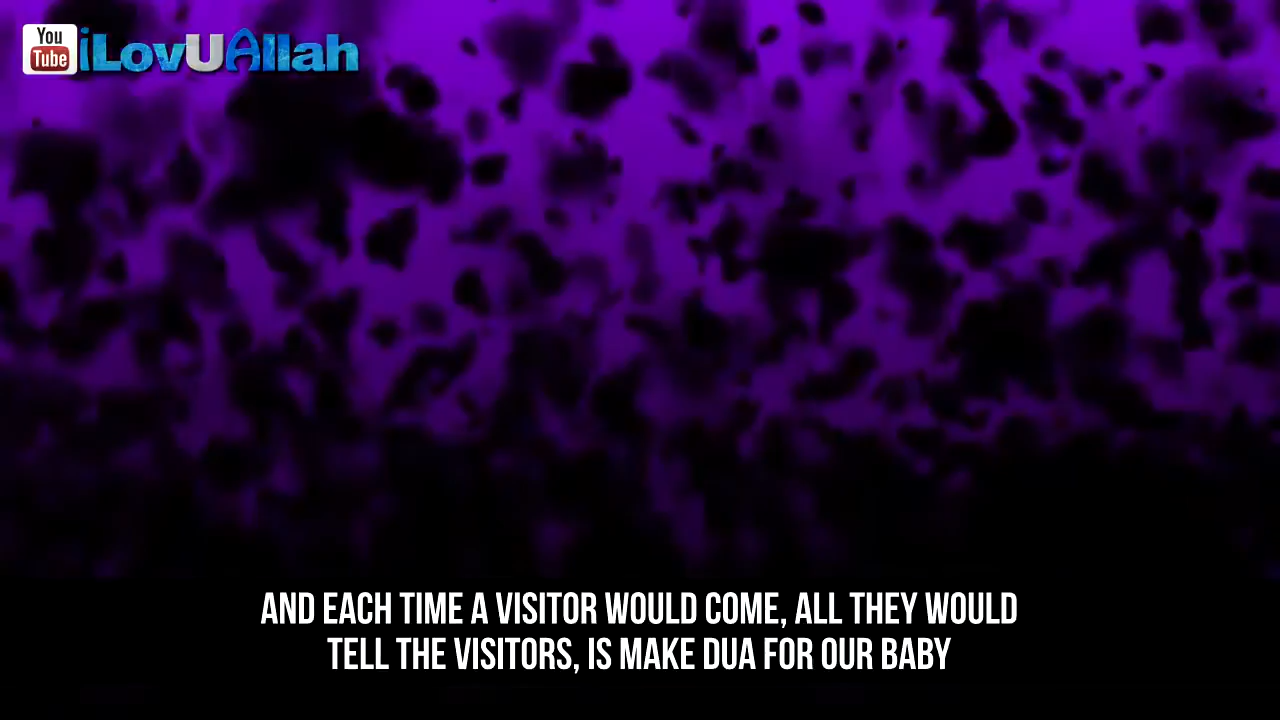 You
Tube
iLovUAllah
AND EACH TIME A VISITOR WOULD COME, ALL THEY WOULD
TELL THE VISITORS, IS MAKE DUA FOR OUR BABY